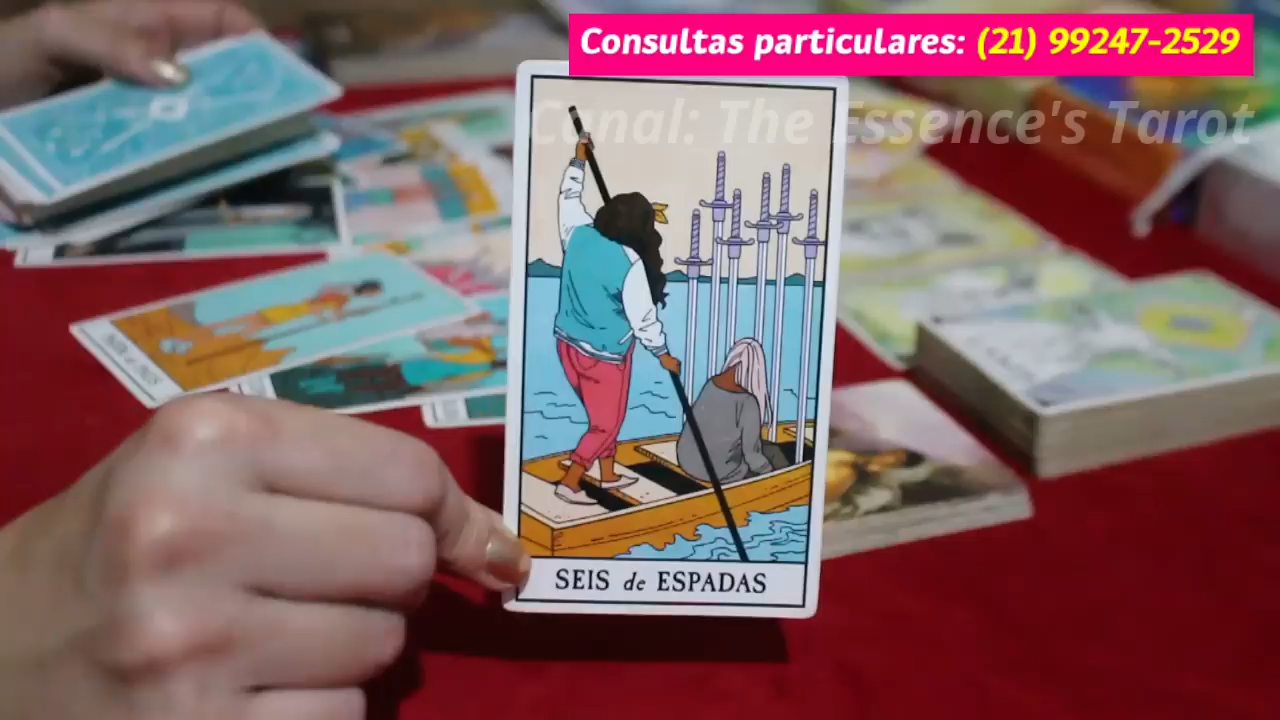 Consultas particulares: (21) 99247-2529
Canal: The Essence's Tarot
SEIS de ESPADAS